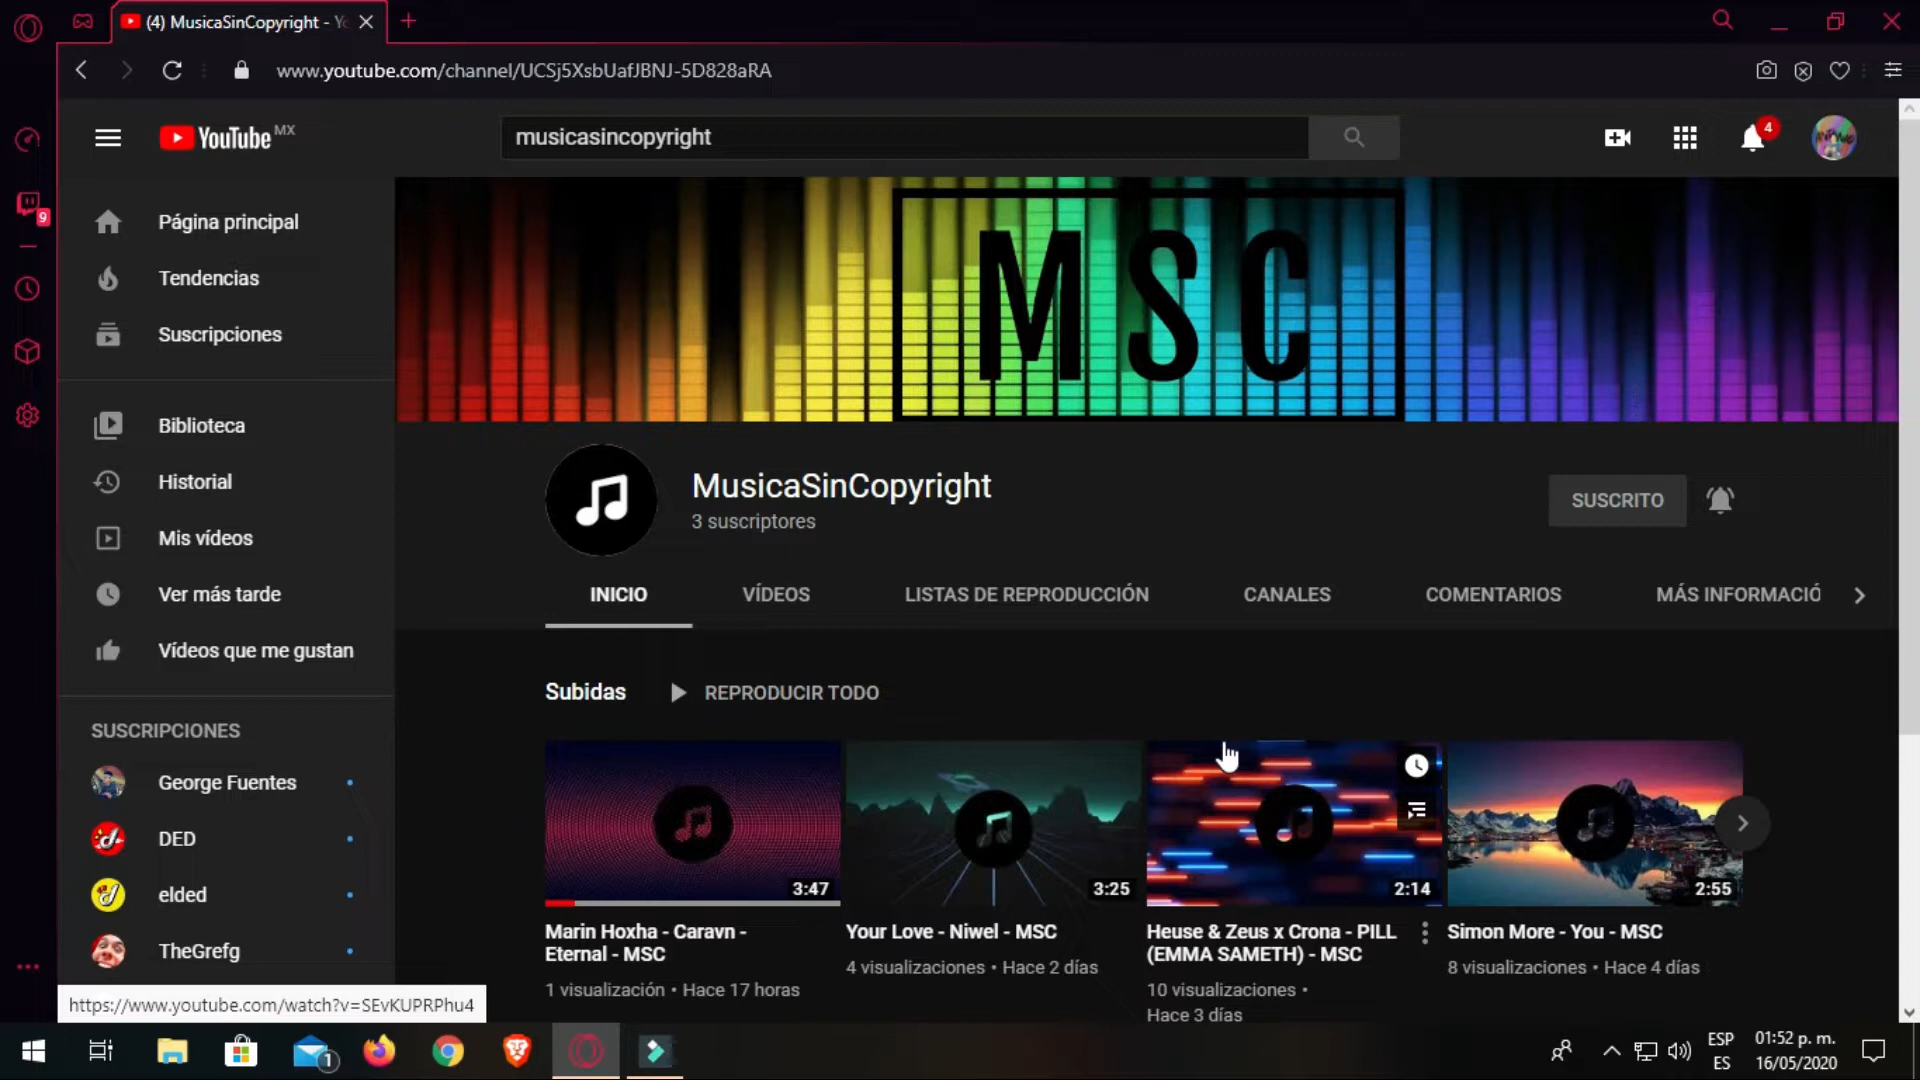 (4) MusicaSinCopyright - Yo
www.youtube.com/channel/UCSj5XsbUafJBNJ-5D828aRA
YouTube MX
musicasincopyright
4
9
Página principal
Tendencias
Suscripciones
Biblioteca
Historial
Mis vídeos
Ver más tarde
Vídeos que me gustan
SUSCRIPCIONES
George Fuentes
DED
elded
TheGrefg
MSC
MusicaSinCopyright
3 suscriptores
SUSCRITO
INICIO
VÍDEOS
LISTAS DE REPRODUCCIÓN
CANALES
COMENTARIOS
MÁS INFORMACIÓ
Subidas
REPRODUCIR TODO
3:47
Marin Hoxha - Caravn -
Eternal - MSC
1 visualización • Hace 17 horas
3:25
Your Love - Niwel - MSC
4 visualizaciones • Hace 2 días
2:14
Heuse & Zeus x Crona - PILL
(EMMA SAMETH) - MSC
10 visualizaciones •
Hace 3 días
2:55
Simon More - You - MSC
8 visualizaciones • Hace 4 días
https://www.youtube.com/watch?v=SEvKUPRPhu4
1
ESP
ES
01:52 p. m.
16/05/2020